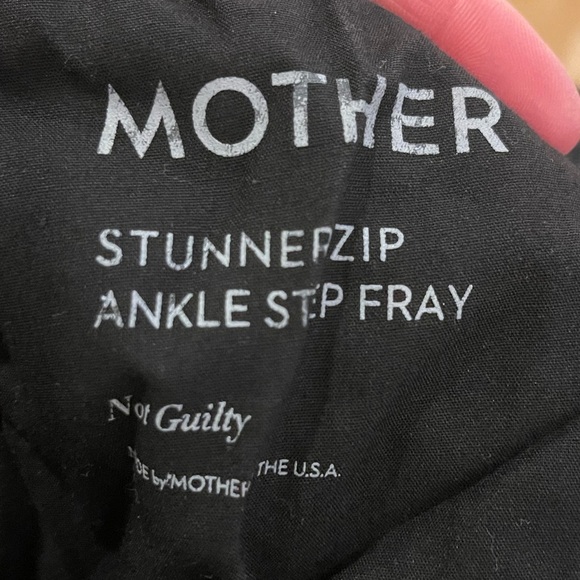 MOTHER
STUNNER ZIP
ANKLE STEP FRAY
Not Guilty
by MOTHER THE U.S.A.